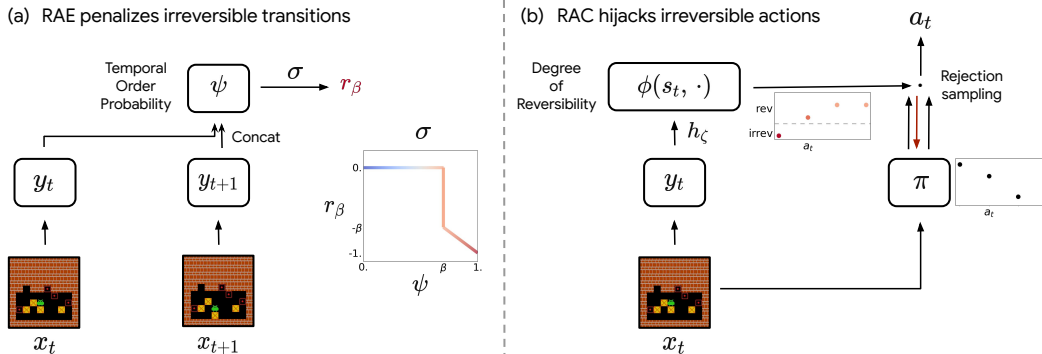 (a) RAE penalizes irreversible transitions
Temporal
Order
Probability
ψ
σ
r_β
Concat
y_t
y_{t+1}
x_t
x_{t+1}
σ
0.
r_β
-β
-1.
0.
β
1.
ψ
(b) RAC hijacks irreversible actions
a_t
Degree
of
Reversibility
ϕ(s_t, ·)
Rejection
sampling
rev
irrev
a_t
h_ζ
y_t
π
a_t
x_t